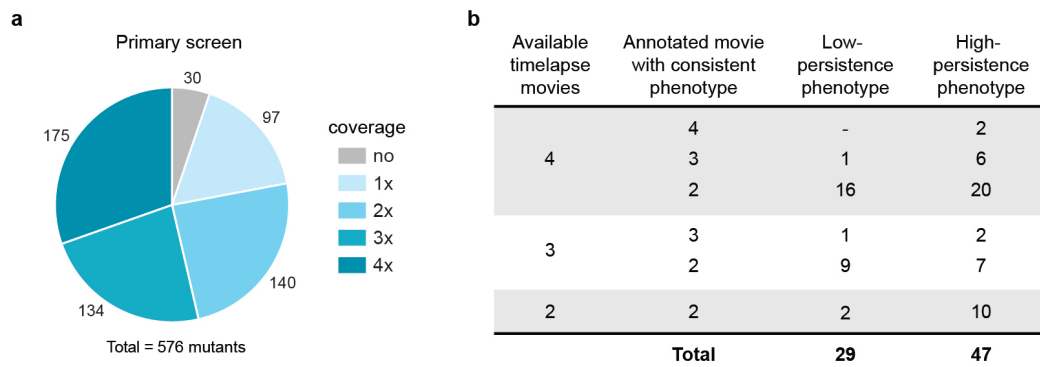 a
Primary screen
30
97
175
140
134
coverage
no
1x
2x
3x
4x
Total = 576 mutants
b
Available timelapse movies
Annotated movie with consistent phenotype
Low-persistence phenotype
High-persistence phenotype
4
4 - 2
3 1 6
2 16 20
3
3 1 2
2 9 7
2 2 2 10
Total 29 47